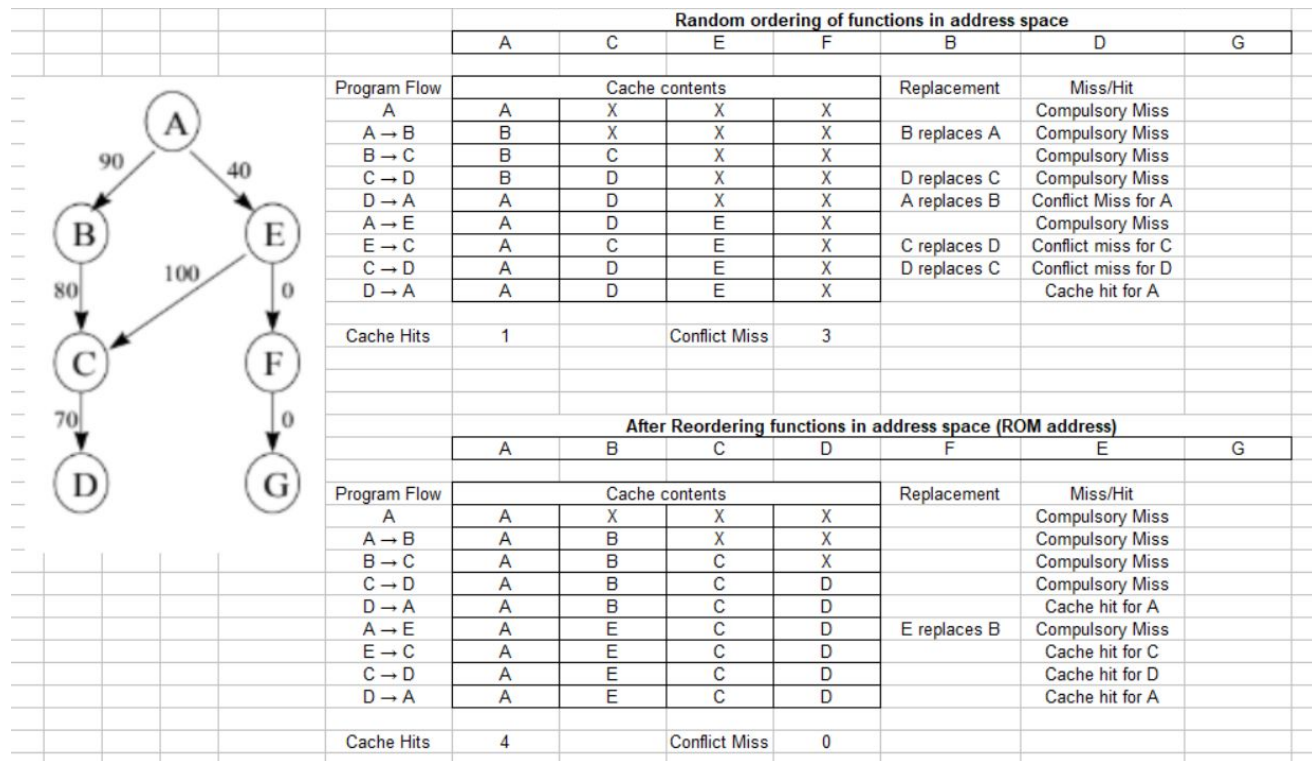 Random ordering of functions in address space
A C E F B D G
Program Flow Cache contents Replacement Miss/Hit
A A X X X Compulsory Miss
A → B B X X X B replaces A Compulsory Miss
B → C B C X X Compulsory Miss
C → D B D X X D replaces C Compulsory Miss
D → A A D X X A replaces B Conflict Miss for A
A → E A D E X Compulsory Miss
E → C A C E X C replaces D Conflict miss for C
C → D A D E X D replaces C Conflict miss for D
D → A A D E X Cache hit for A
Cache Hits 1 Conflict Miss 3
After Reordering functions in address space (ROM address)
A B C D F E G
Program Flow Cache contents Replacement Miss/Hit
A A X X X Compulsory Miss
A → B A B X X Compulsory Miss
B → C A B C X Compulsory Miss
C → D A B C D Compulsory Miss
D → A A B C D Cache hit for A
A → E A E C D E replaces B Compulsory Miss
E → C A E C D Cache hit for C
C → D A E C D Cache hit for D
D → A A E C D Cache hit for A
Cache Hits 4 Conflict Miss 0
A
90 40
B E
80 100 0
C F
70 0
D G